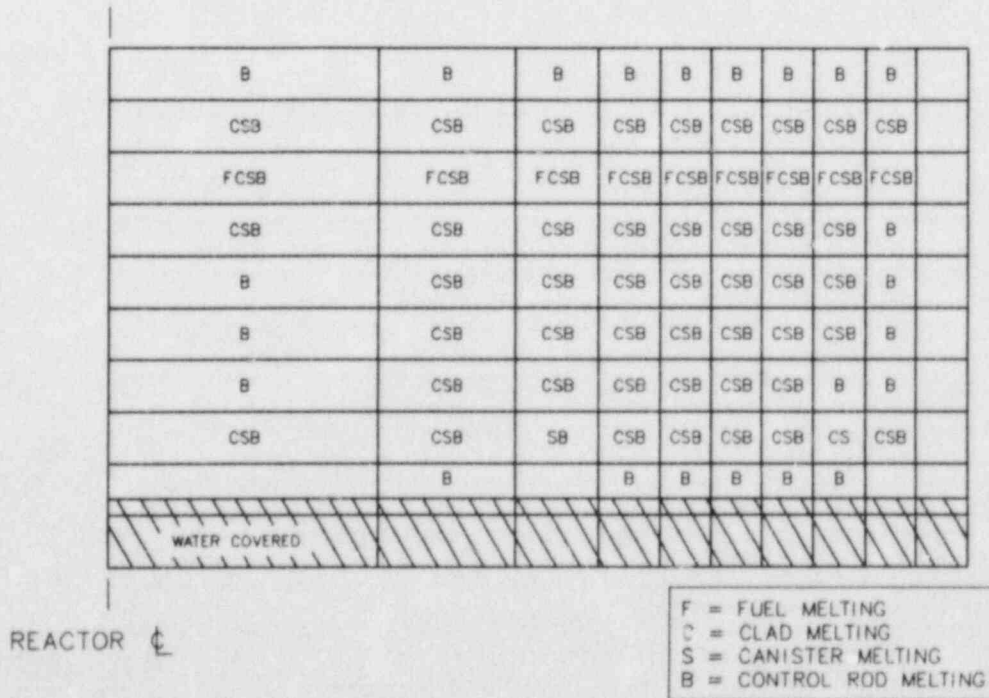 B B B B B B B B B
CSB CSB CSB CSB CSB CSB CSB CSB CSB
FCSB FCSB FCSB FCSB FCSB FCSB FCSB FCSB FCSB
CSB CSB CSB CSB CSB CSB CSB CSB B
B CSB CSB CSB CSB CSB CSB CSB B
B CSB CSB CSB CSB CSB CSB CSB B
B CSB CSB CSB CSB CSB CSB B B
CSB CSB SB CSB CSB CSB CSB CS CSB
B B B B B B
WATER COVERED
REACTOR ℄
F = FUEL MELTING
C = CLAD MELTING
S = CANISTER MELTING
B = CONTROL ROD MELTING